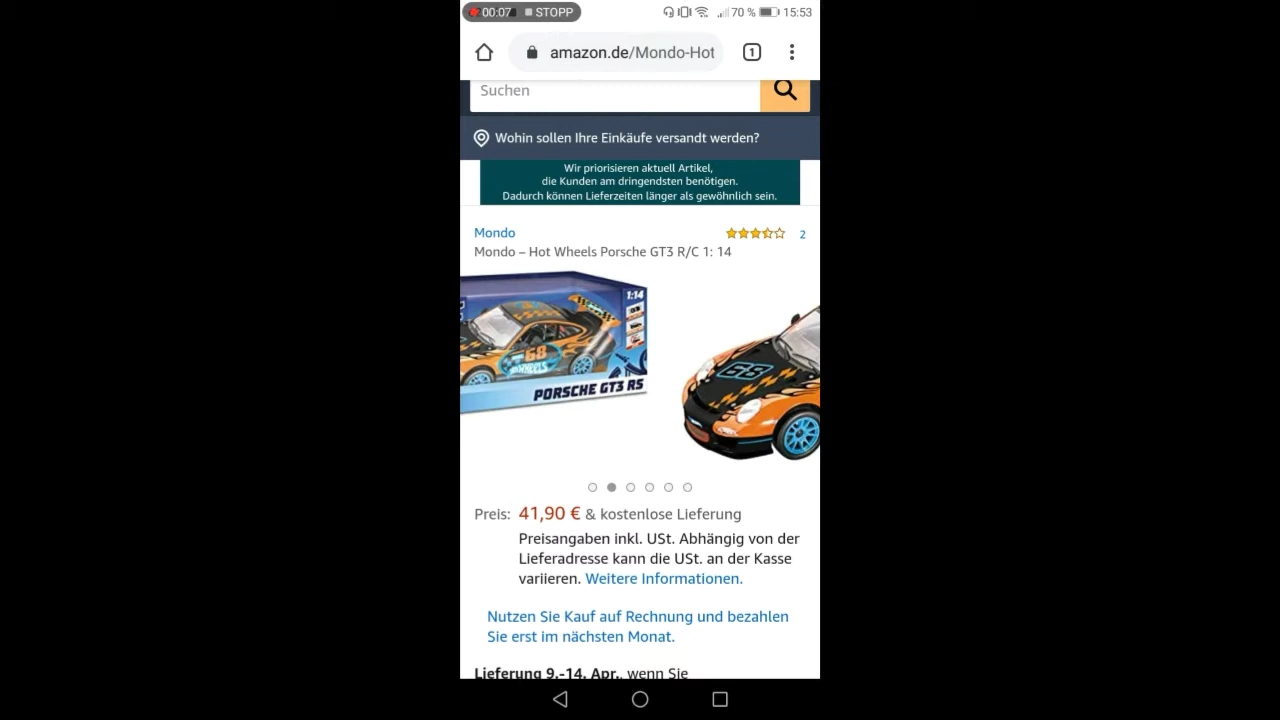 00:07 STOPP 70 % 15:53
amazon.de/Mondo-Hot 1
Suchen
Wohin sollen Ihre Einkäufe versandt werden?
Wir priorisieren aktuell Artikel,
die Kunden am dringendsten benötigen.
Dadurch können Lieferzeiten länger als gewöhnlich sein.
Mondo 2
Mondo – Hot Wheels Porsche GT3 R/C 1: 14
1:14
68
HOT WHEELS
PORSCHE GT3 RS
68
Preis: 41,90 € & kostenlose Lieferung
Preisangaben inkl. USt. Abhängig von der
Lieferadresse kann die USt. an der Kasse
variieren. Weitere Informationen.
Nutzen Sie Kauf auf Rechnung und bezahlen
Sie erst im nächsten Monat.
Lieferung 9.-14. Apr., wenn Sie